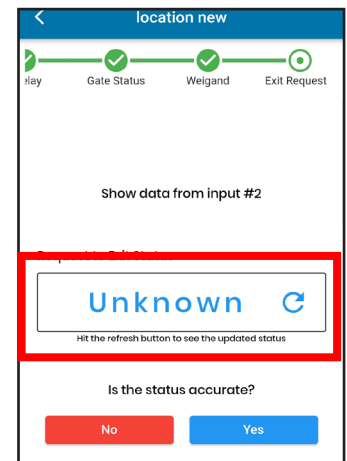 location new
elay Gate Status Weigand Exit Request
Show data from input #2
Unknown
Hit the refresh button to see the updated status
Is the status accurate?
No Yes